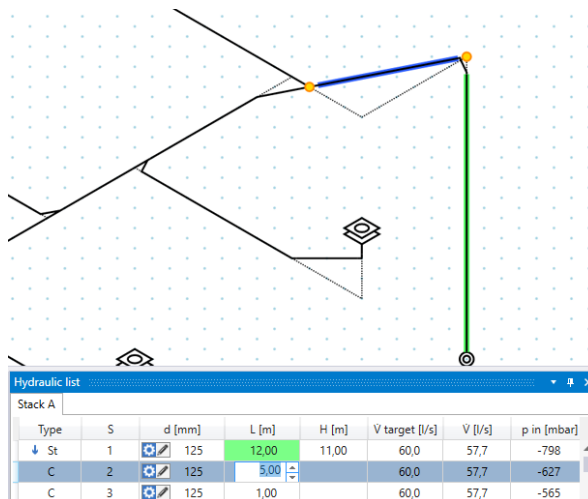 Hydraulic list
Stack A
Type S d [mm] L [m] H [m] V̇ target [l/s] V̇ [l/s] p in [mbar]
St 1 125 12,00 11,00 60,0 57,7 -798
C 2 125 5,00 60,0 57,7 -627
C 3 125 1,00 60,0 57,7 -565